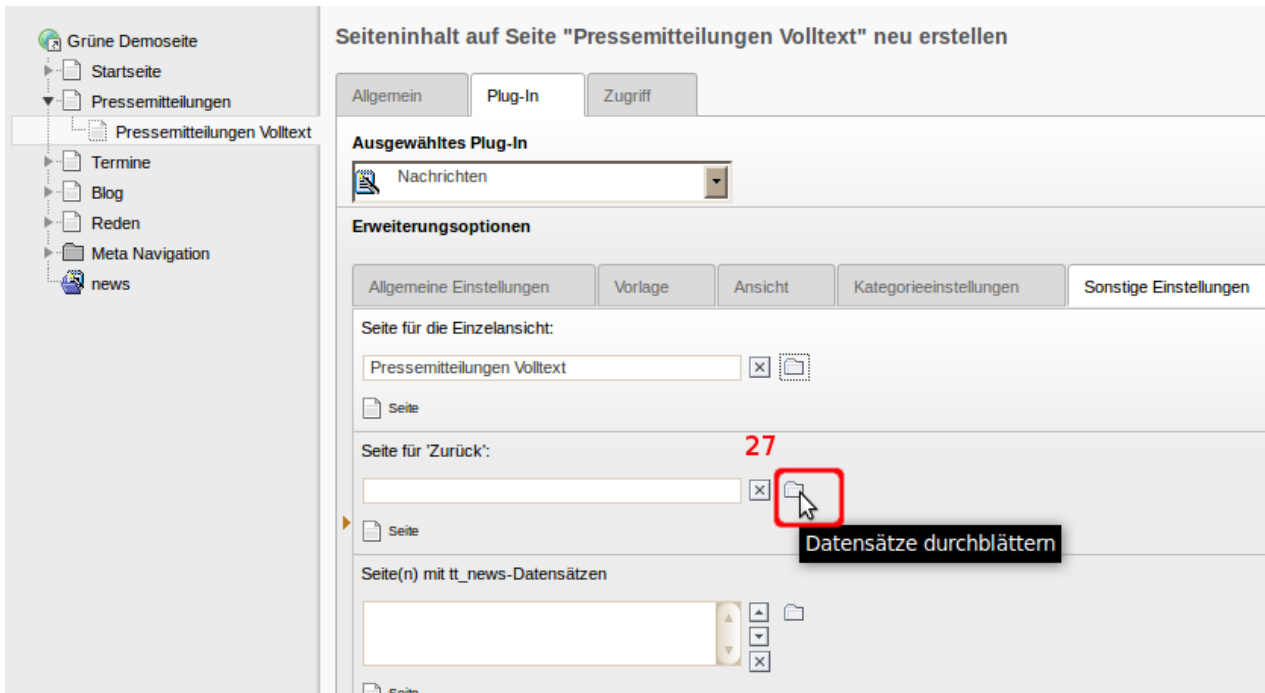 Grüne Demoseite
Startseite
Pressemitteilungen
Pressemitteilungen Volltext
Termine
Blog
Reden
Meta Navigation
news
Seiteninhalt auf Seite "Pressemitteilungen Volltext" neu erstellen
Allgemein Plug-In Zugriff
Ausgewähltes Plug-In
Nachrichten
Erweiterungsoptionen
Allgemeine Einstellungen Vorlage Ansicht Kategorieeinstellungen Sonstige Einstellungen
Seite für die Einzelansicht:
Pressemitteilungen Volltext
Seite
Seite für 'Zurück': 27
Seite
Datensätze durchblättern
Seite(n) mit tt_news-Datensätzen
Seite